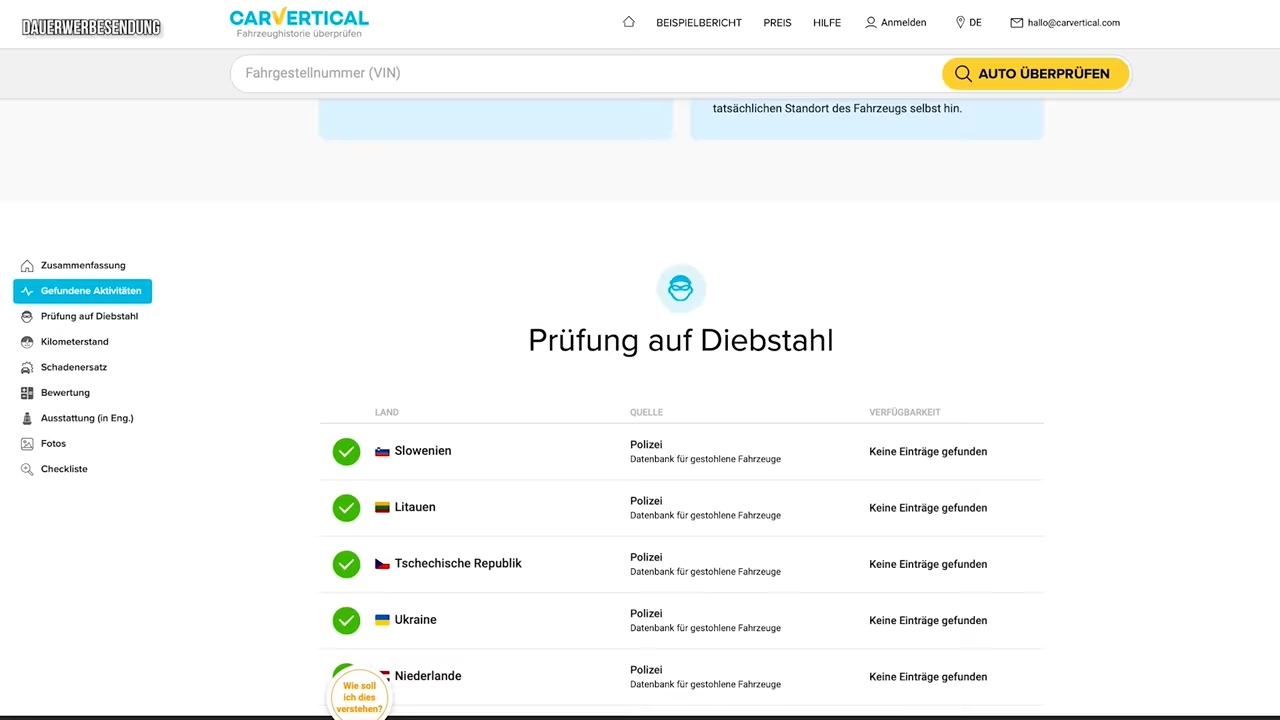 DAUERWERBESENDUNG
CARVERTICAL
Fahrzeughistorie überprüfen
BEISPIELBERICHT
PREIS
HILFE
Anmelden
DE
hallo@carvertical.com
Fahrgestellnummer (VIN)
AUTO ÜBERPRÜFEN
tatsächlichen Standort des Fahrzeugs selbst hin.
Zusammenfassung
Gefundene Aktivitäten
Prüfung auf Diebstahl
Kilometerstand
Schadenersatz
Bewertung
Ausstattung (in Eng.)
Fotos
Checkliste
Prüfung auf Diebstahl
LAND
QUELLE
VERFÜGBARKEIT
Slowenien
Polizei
Datenbank für gestohlene Fahrzeuge
Keine Einträge gefunden
Litauen
Polizei
Datenbank für gestohlene Fahrzeuge
Keine Einträge gefunden
Tschechische Republik
Polizei
Datenbank für gestohlene Fahrzeuge
Keine Einträge gefunden
Ukraine
Polizei
Datenbank für gestohlene Fahrzeuge
Keine Einträge gefunden
Niederlande
Polizei
Datenbank für gestohlene Fahrzeuge
Keine Einträge gefunden
Wie soll
ich dies
verstehen?